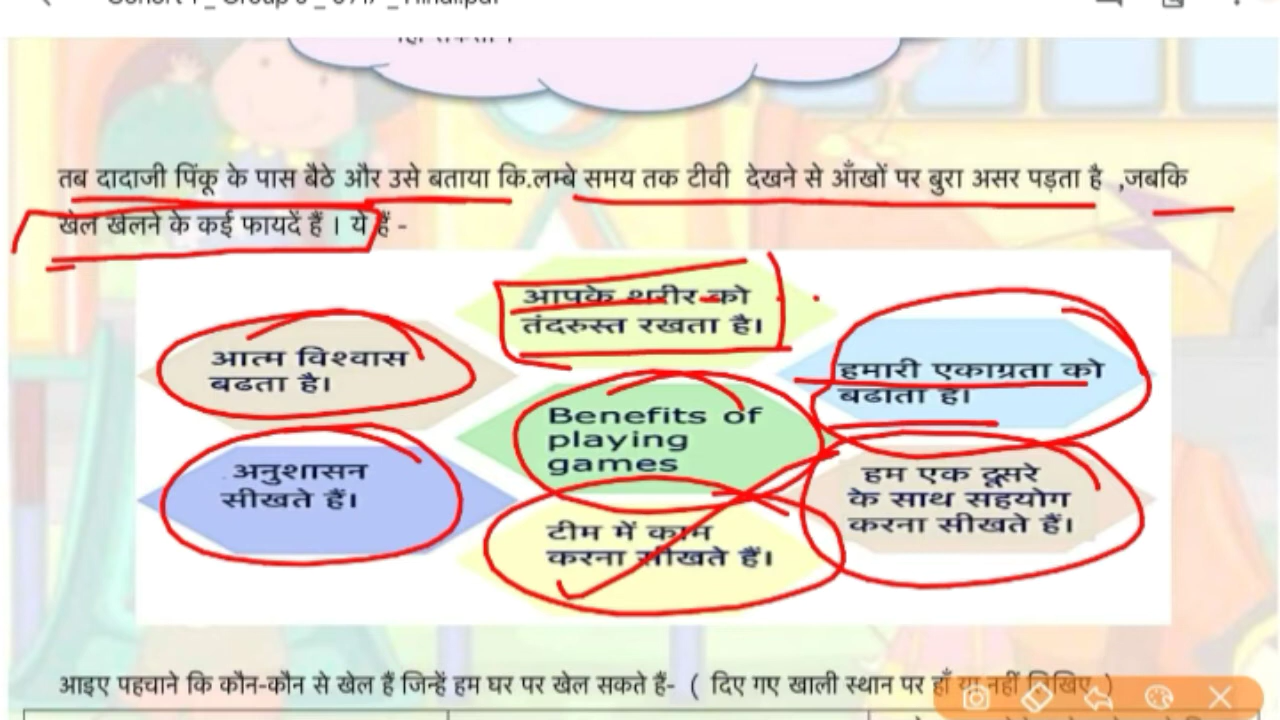 तब दादाजी पिंकू के पास बैठे और उसे बताया कि.लम्बे समय तक टीवी देखने से आँखों पर बुरा असर पड़ता है ,जबकि
खेल खेलने के कई फायदें हैं । ये हैं -
आपके शरीर को
तंदरुस्त रखता है।
आत्म विश्वास
बढता है।
हमारी एकाग्रता को
बढाता है।
Benefits of
playing
games
अनुशासन
सीखते हैं।
हम एक दूसरे
के साथ सहयोग
करना सीखते हैं।
टीम में काम
करना सीखते हैं।
आइए पहचाने कि कौन-कौन से खेल हैं जिन्हें हम घर पर खेल सकते हैं- ( दिए गए खाली स्थान पर हाँ या नहीं लिखिए )